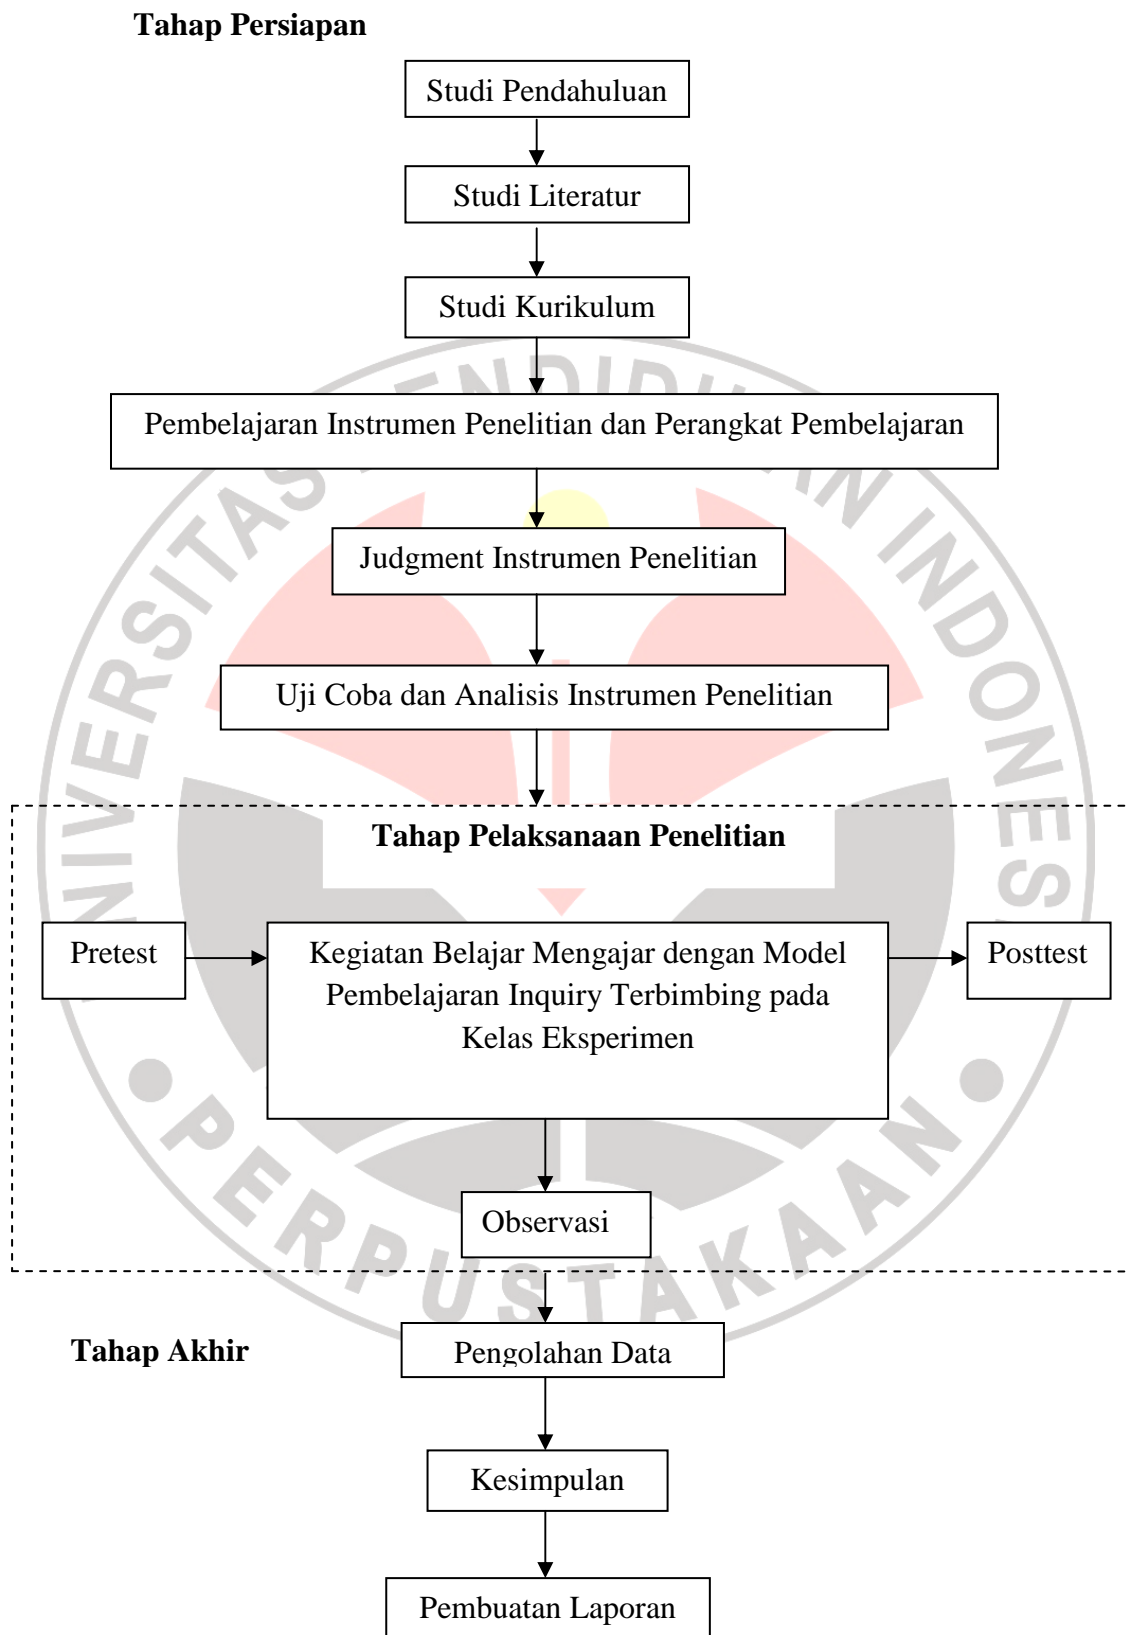 Tahap Persiapan
Studi Pendahuluan
Studi Literatur
Studi Kurikulum
Pembelajaran Instrumen Penelitian dan Perangkat Pembelajaran
Judgment Instrumen Penelitian
Uji Coba dan Analisis Instrumen Penelitian
Tahap Pelaksanaan Penelitian
Pretest
Kegiatan Belajar Mengajar dengan Model
Pembelajaran Inquiry Terbimbing pada
Kelas Eksperimen
Posttest
Observasi
Tahap Akhir
Pengolahan Data
Kesimpulan
Pembuatan Laporan
UNIVERSITAS PENDIDIKAN INDONESIA
PERPUSTAKAAN